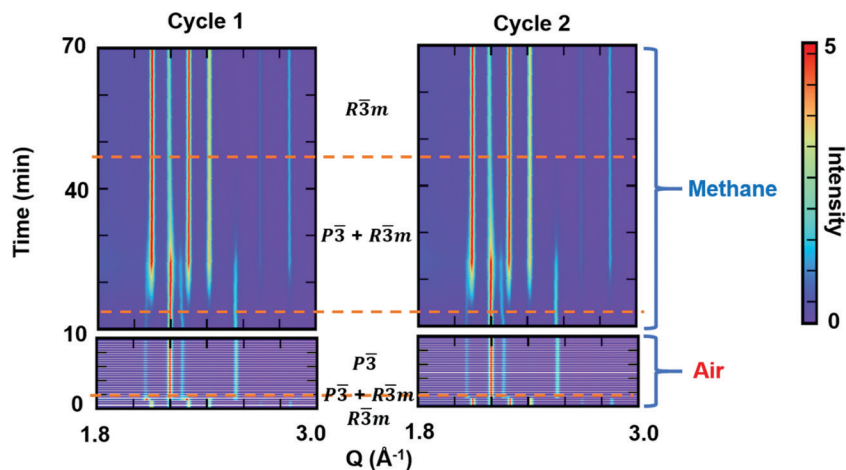 Cycle 1
Cycle 2
70
5
R3̅m
Time (min)
40
Methane
Intensity
P3̅ + R3̅m
0
10
P3̅
Air
P3̅ + R3̅m
0
R3̅m
1.8
3.0
1.8
3.0
Q (Å⁻¹)